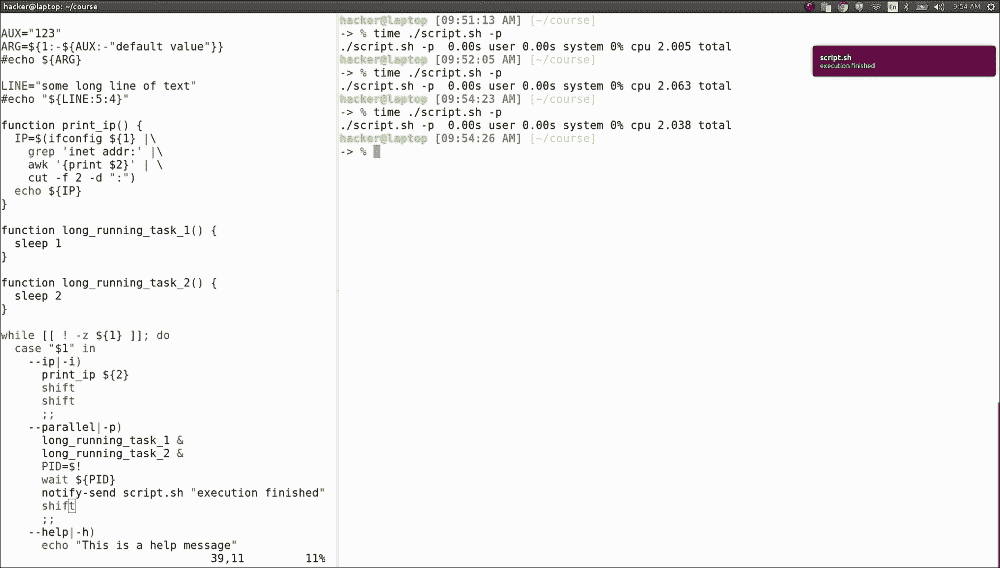 hacker@laptop: ~/course
En
9:54 AM
AUX="123"
ARG=${1:-${AUX:-"default value"}}
#echo ${ARG}
LINE="some long line of text"
#echo "${LINE:5:4}"
function print_ip() {
IP=$(ifconfig ${1} |\
grep 'inet addr:' |\
awk '{print $2}' | \
cut -f 2 -d ":")
echo ${IP}
}
function long_running_task_1() {
sleep 1
}
function long_running_task_2() {
sleep 2
}
while [[ ! -z ${1} ]]; do
case "$1" in
--ip|-i)
print_ip ${2}
shift
shift
;;
--parallel|-p)
long_running_task_1 &
long_running_task_2 &
PID=$!
wait ${PID}
notify-send script.sh "execution finished"
shift
;;
--help|-h)
echo "This is a help message"
39,11 11%
hacker@laptop [09:51:13 AM] [~/course]
-> % time ./script.sh -p
./script.sh -p  0.00s user 0.00s system 0% cpu 2.005 total
hacker@laptop [09:52:05 AM] [~/course]
-> % time ./script.sh -p
./script.sh -p  0.00s user 0.00s system 0% cpu 2.063 total
hacker@laptop [09:54:23 AM] [~/course]
-> % time ./script.sh -p
./script.sh -p  0.00s user 0.00s system 0% cpu 2.038 total
hacker@laptop [09:54:26 AM] [~/course]
-> %
script.sh
execution finished